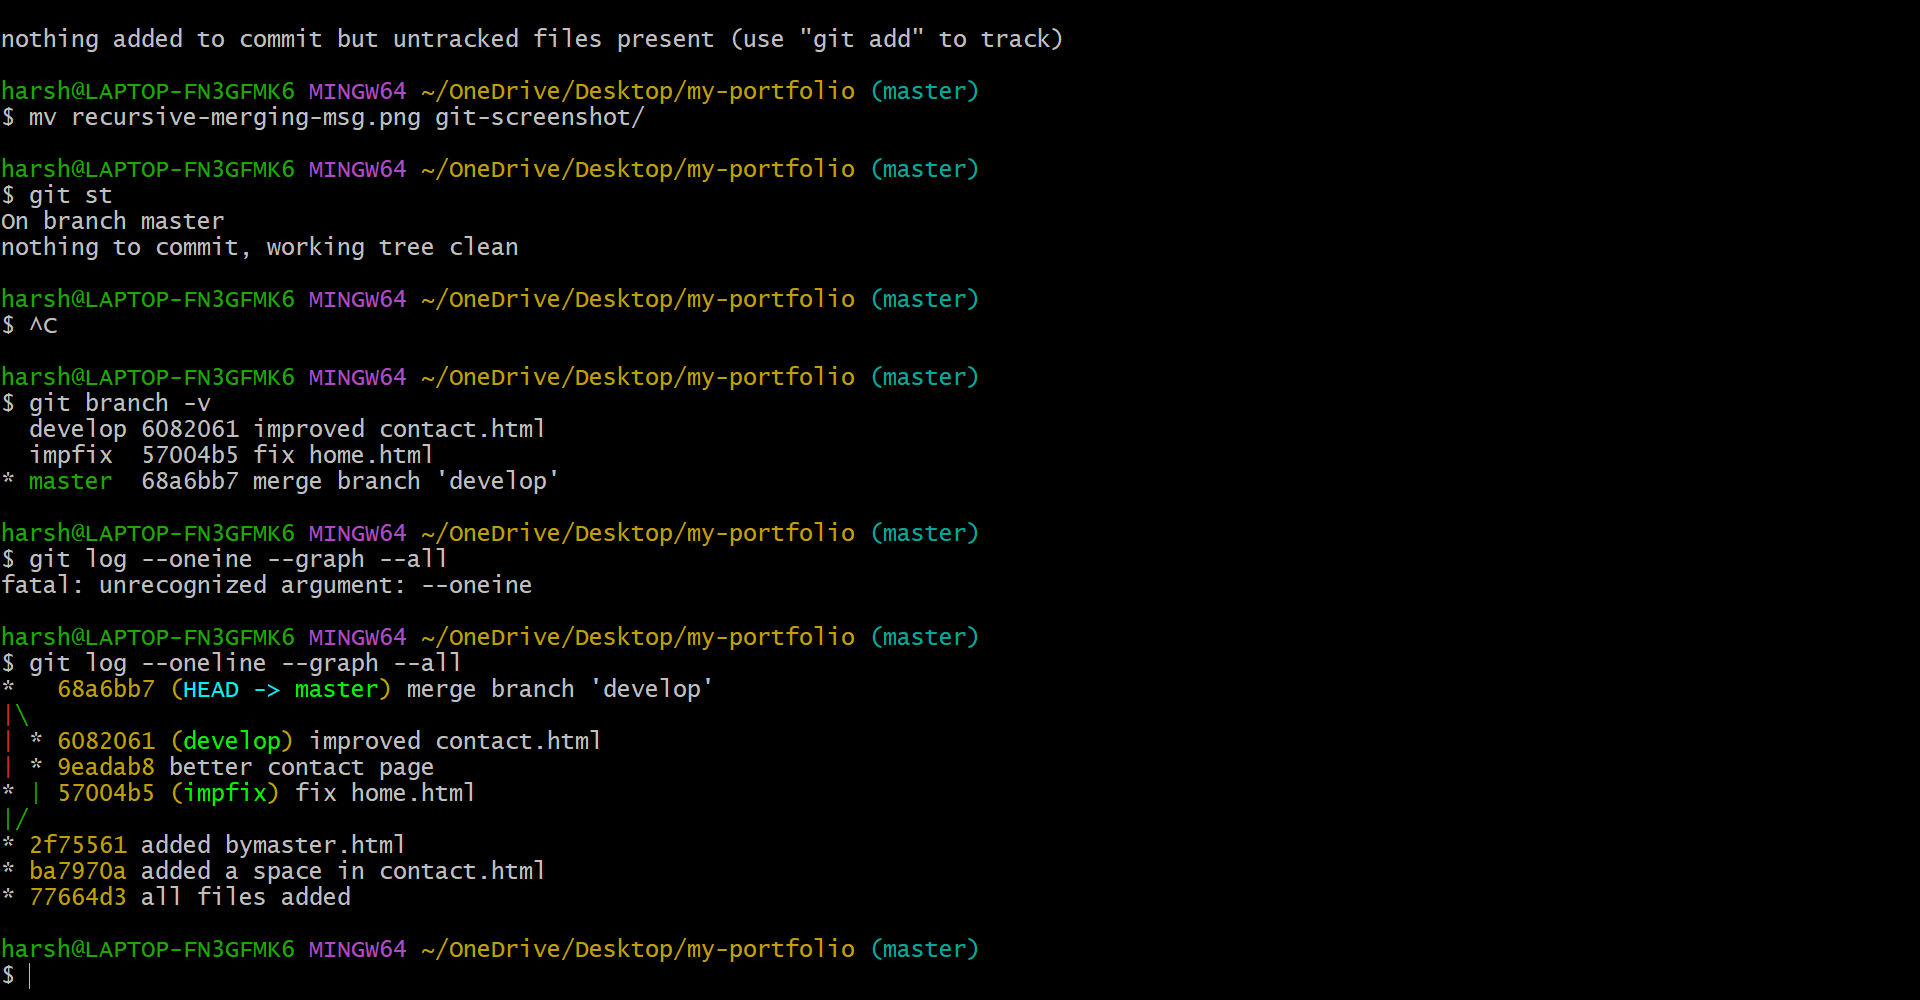 nothing added to commit but untracked files present (use "git add" to track)
harsh@LAPTOP-FN3GFMK6 MINGW64 ~/OneDrive/Desktop/my-portfolio (master)
$ mv recursive-merging-msg.png git-screenshot/
harsh@LAPTOP-FN3GFMK6 MINGW64 ~/OneDrive/Desktop/my-portfolio (master)
$ git st
On branch master
nothing to commit, working tree clean
harsh@LAPTOP-FN3GFMK6 MINGW64 ~/OneDrive/Desktop/my-portfolio (master)
$ ^C
harsh@LAPTOP-FN3GFMK6 MINGW64 ~/OneDrive/Desktop/my-portfolio (master)
$ git branch -v
  develop 6082061 improved contact.html
  impfix  57004b5 fix home.html
* master  68a6bb7 merge branch 'develop'
harsh@LAPTOP-FN3GFMK6 MINGW64 ~/OneDrive/Desktop/my-portfolio (master)
$ git log --oneine --graph --all
fatal: unrecognized argument: --oneine
harsh@LAPTOP-FN3GFMK6 MINGW64 ~/OneDrive/Desktop/my-portfolio (master)
$ git log --oneline --graph --all
*   68a6bb7 (HEAD -> master) merge branch 'develop'
|\
| * 6082061 (develop) improved contact.html
| * 9eadab8 better contact page
* | 57004b5 (impfix) fix home.html
|/
* 2f75561 added bymaster.html
* ba7970a added a space in contact.html
* 77664d3 all files added
harsh@LAPTOP-FN3GFMK6 MINGW64 ~/OneDrive/Desktop/my-portfolio (master)
$